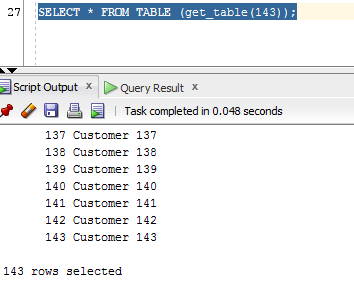 27 SELECT * FROM TABLE (get_table(143));
Script Output x Query Result x
Task completed in 0.048 seconds
137 Customer 137
138 Customer 138
139 Customer 139
140 Customer 140
141 Customer 141
142 Customer 142
143 Customer 143
143 rows selected